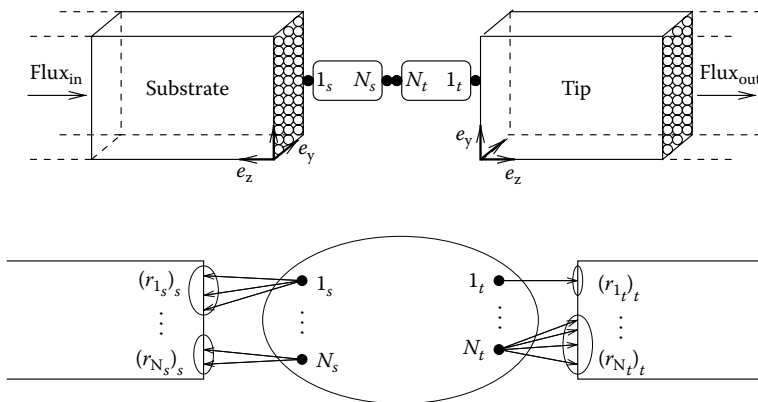 Flux_in
Substrate
1_s N_s N_t 1_t
Tip
Flux_out
e_y
e_z
e_y
e_z
(r_{1_s})_s
1_s
1_t
(r_{1_t})_t
⋮ ⋮ ⋮ ⋮
(r_{N_s})_s
N_s
N_t
(r_{N_t})_t